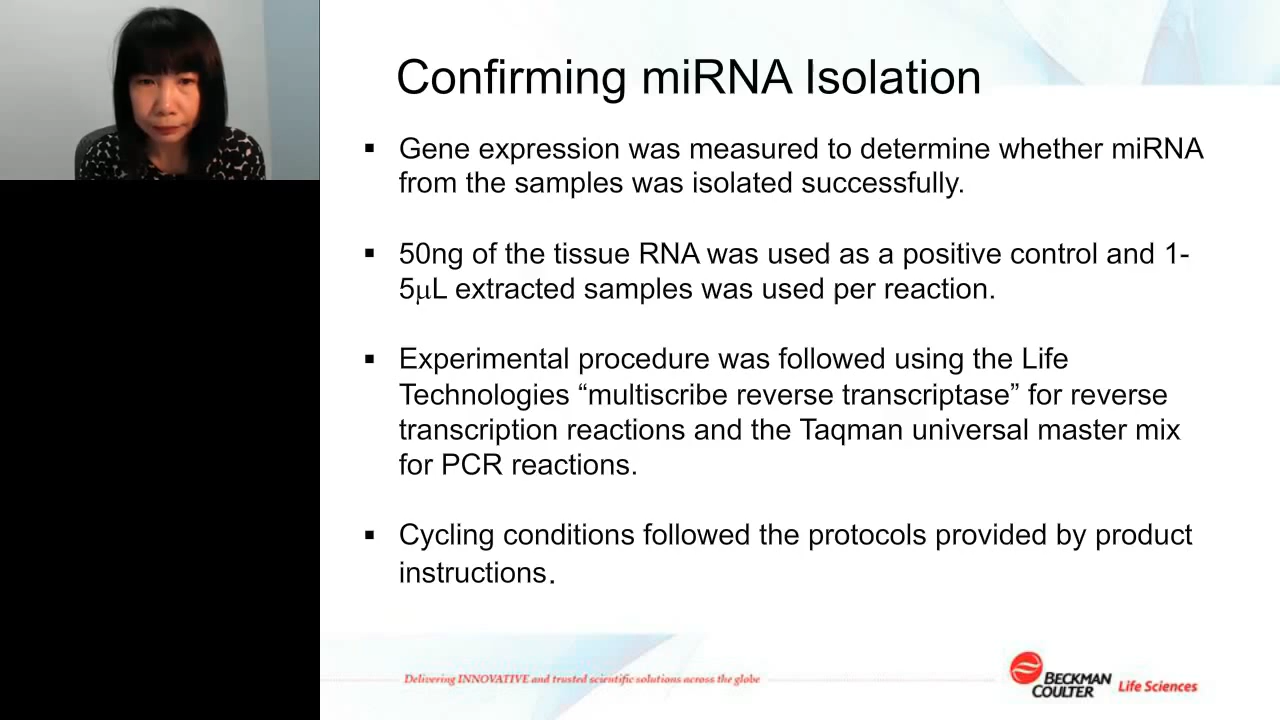 Confirming miRNA Isolation
▪ Gene expression was measured to determine whether miRNA
from the samples was isolated successfully.
▪ 50ng of the tissue RNA was used as a positive control and 1-
5μL extracted samples was used per reaction.
▪ Experimental procedure was followed using the Life
Technologies “multiscribe reverse transcriptase” for reverse
transcription reactions and the Taqman universal master mix
for PCR reactions.
▪ Cycling conditions followed the protocols provided by product
instructions.
Delivering INNOVATIVE and trusted scientific solutions across the globe
BECKMAN
COULTER Life Sciences